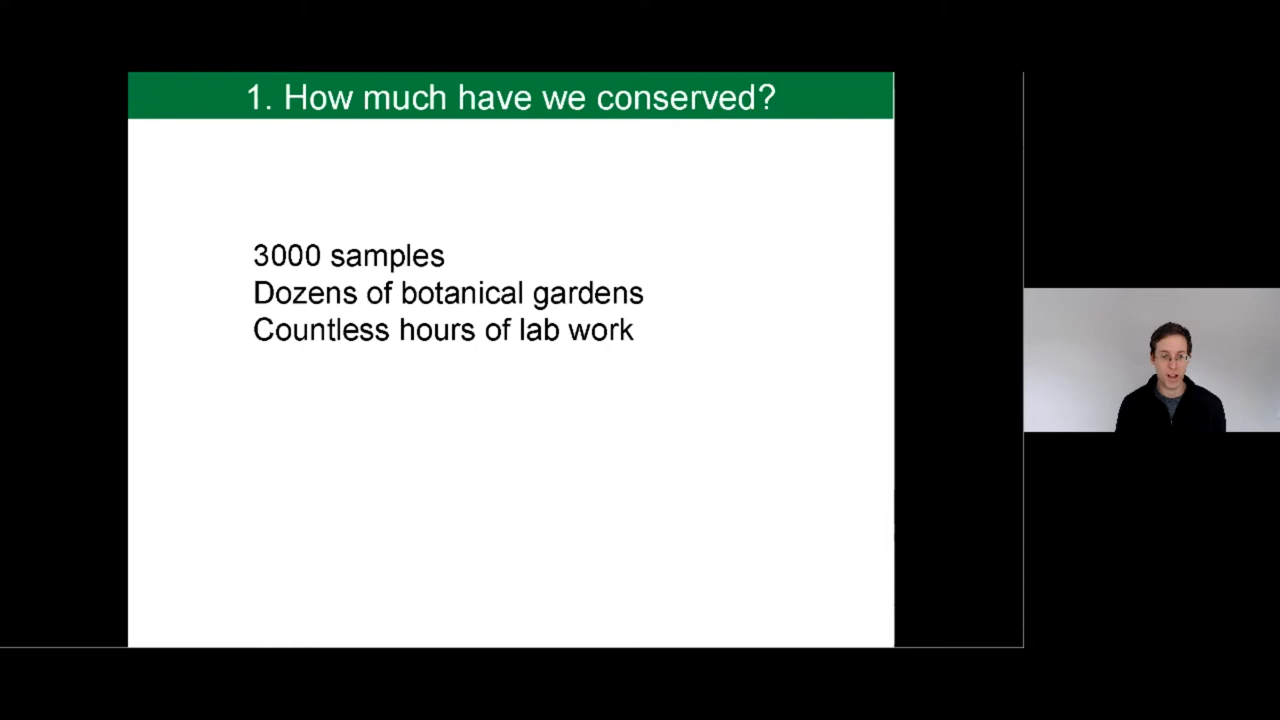 1. How much have we conserved?
3000 samples
Dozens of botanical gardens
Countless hours of lab work